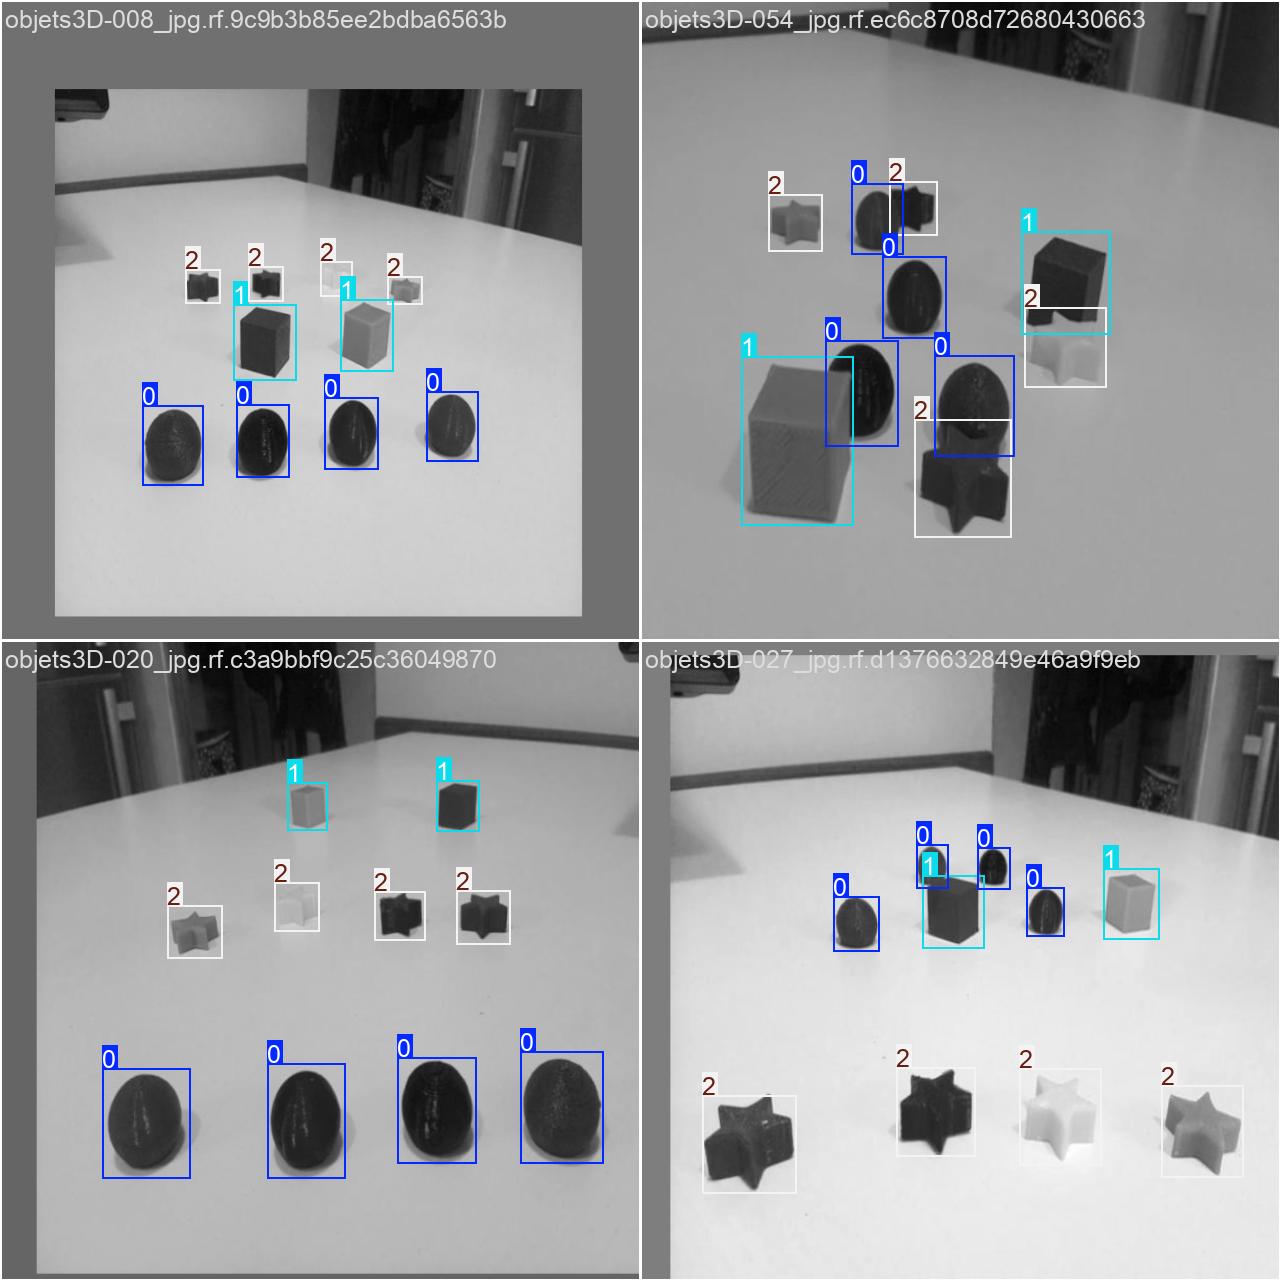 objets3D-008_jpg.rf.9c9b3b85ee2bdba6563b
2 2 2 2
1 1
0 0 0 0
objets3D-054_jpg.rf.ec6c8708d72680430663
2 0 2
1
0
2
0 0 1
2
objets3D-020_jpg.rf.c3a9bbf9c25c36049870
1 1
2 2 2 2
0 0 0 0
objets3D-027_jpg.rf.d1376632849e46a9f9eb
0 0
1 1
0 0
2 2 2 2